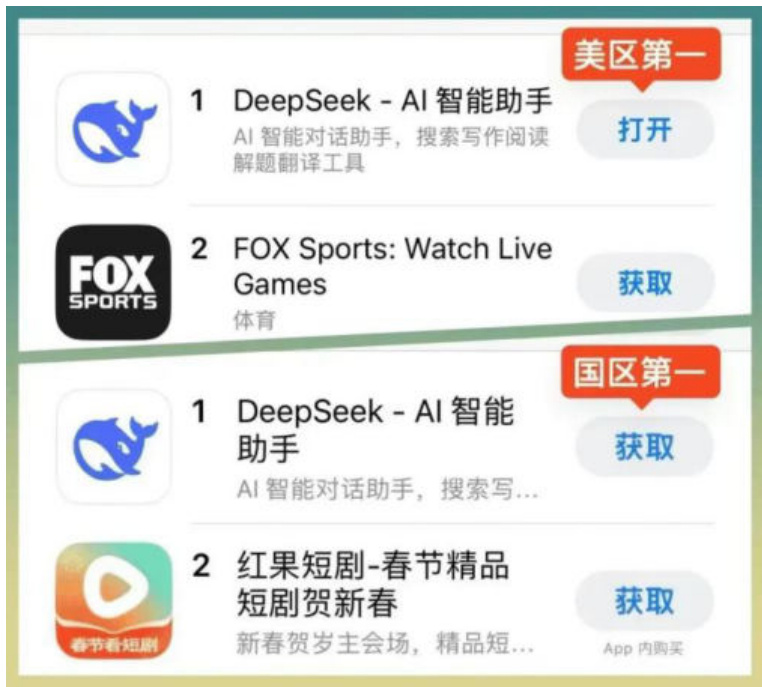 美区第一
1 DeepSeek - AI 智能助手
打开
AI 智能对话助手，搜索写作阅读
解题翻译工具
FOX
SPORTS
2 FOX Sports: Watch Live
Games
获取
体育
国区第一
1 DeepSeek - AI 智能
助手
获取
AI 智能对话助手，搜索写...
2 红果短剧-春节精品
短剧贺新春
获取
春节看短剧
新春贺岁主会场，精品短...
App 内购买